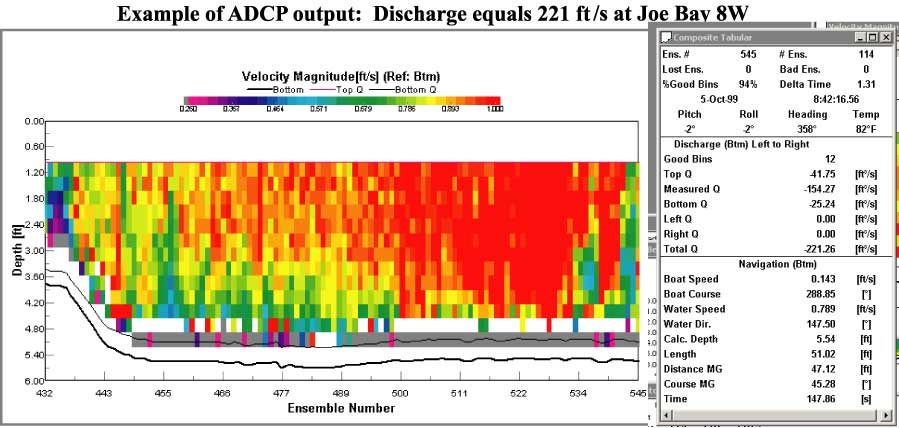 Example of ADCP output:  Discharge equals 221 ft/s at Joe Bay 8W
Velocity Magnitude[ft/s] (Ref: Btm)
Bottom Top Q Bottom Q
0.250 0.357 0.464 0.571 0.679 0.786 0.893 1.000
Depth [ft]
0.00
0.60
1.20
1.80
2.40
3.00
3.60
4.20
4.80
5.40
6.00
432 443 455 466 477 489 500 511 522 534 545
Ensemble Number
Velocity Magnitu
Composite Tabular
Ens. # 545 # Ens. 114
Lost Ens. 0 Bad Ens. 0
%Good Bins 94% Delta Time 1.31
5-Oct-99 8:42:16.56
Pitch Roll Heading Temp
-2° -2° 358° 82°F
Discharge (Btm) Left to Right
Good Bins 12
Top Q -41.75 [ft³/s]
Measured Q -154.27 [ft³/s]
Bottom Q -25.24 [ft³/s]
Left Q 0.00 [ft³/s]
Right Q 0.00 [ft³/s]
Total Q -221.26 [ft³/s]
Navigation (Btm)
Boat Speed 0.143 [ft/s]
Boat Course 288.85 [°]
Water Speed 0.789 [ft/s]
Water Dir. 147.50 [°]
Calc. Depth 5.54 [ft]
Length 51.02 [ft]
Distance MG 47.12 [ft]
Course MG 45.28 [°]
Time 147.86 [s]